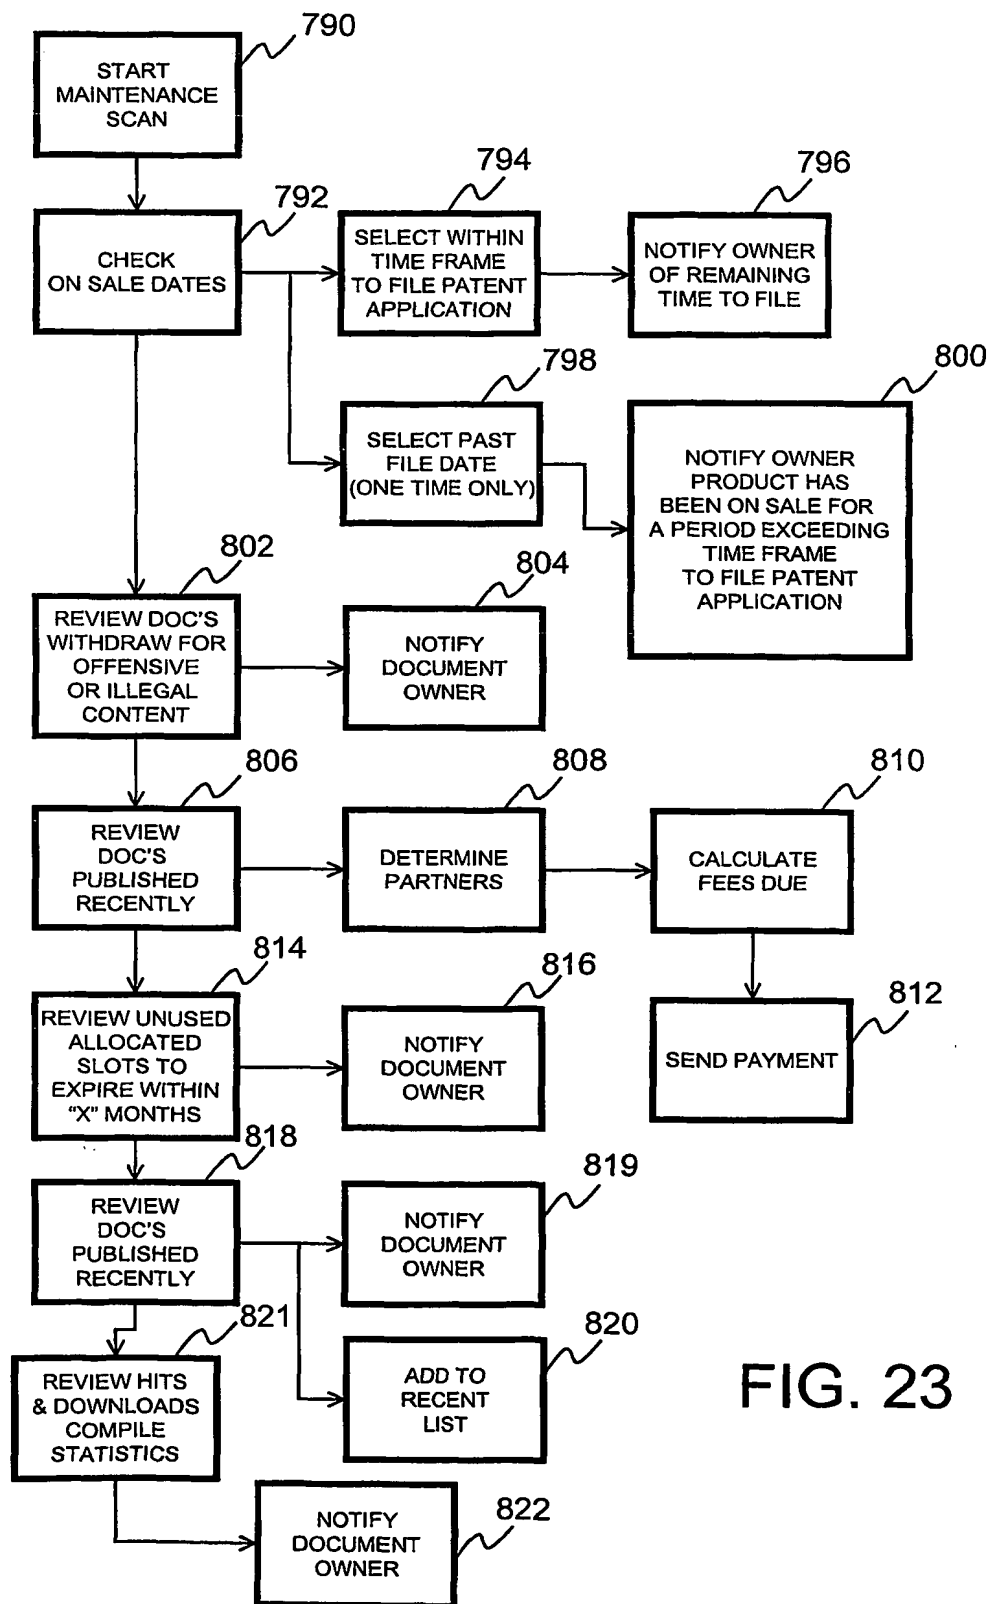 790
START
MAINTENANCE
SCAN
792
CHECK
ON SALE DATES
794
SELECT WITHIN
TIME FRAME
TO FILE PATENT
APPLICATION
796
NOTIFY OWNER
OF REMAINING
TIME TO FILE
798
SELECT PAST
FILE DATE
(ONE TIME ONLY)
800
NOTIFY OWNER
PRODUCT HAS
BEEN ON SALE FOR
A PERIOD EXCEEDING
TIME FRAME
TO FILE PATENT
APPLICATION
802
REVIEW DOC'S
WITHDRAW FOR
OFFENSIVE
OR ILLEGAL
CONTENT
804
NOTIFY
DOCUMENT
OWNER
806
REVIEW
DOC'S
PUBLISHED
RECENTLY
808
DETERMINE
PARTNERS
810
CALCULATE
FEES DUE
812
SEND PAYMENT
814
REVIEW UNUSED
ALLOCATED
SLOTS TO
EXPIRE WITHIN
"X" MONTHS
816
NOTIFY
DOCUMENT
OWNER
818
REVIEW
DOC'S
PUBLISHED
RECENTLY
819
NOTIFY
DOCUMENT
OWNER
820
ADD TO
RECENT
LIST
821
REVIEW HITS
& DOWNLOADS
COMPILE
STATISTICS
822
NOTIFY
DOCUMENT
OWNER
FIG. 23